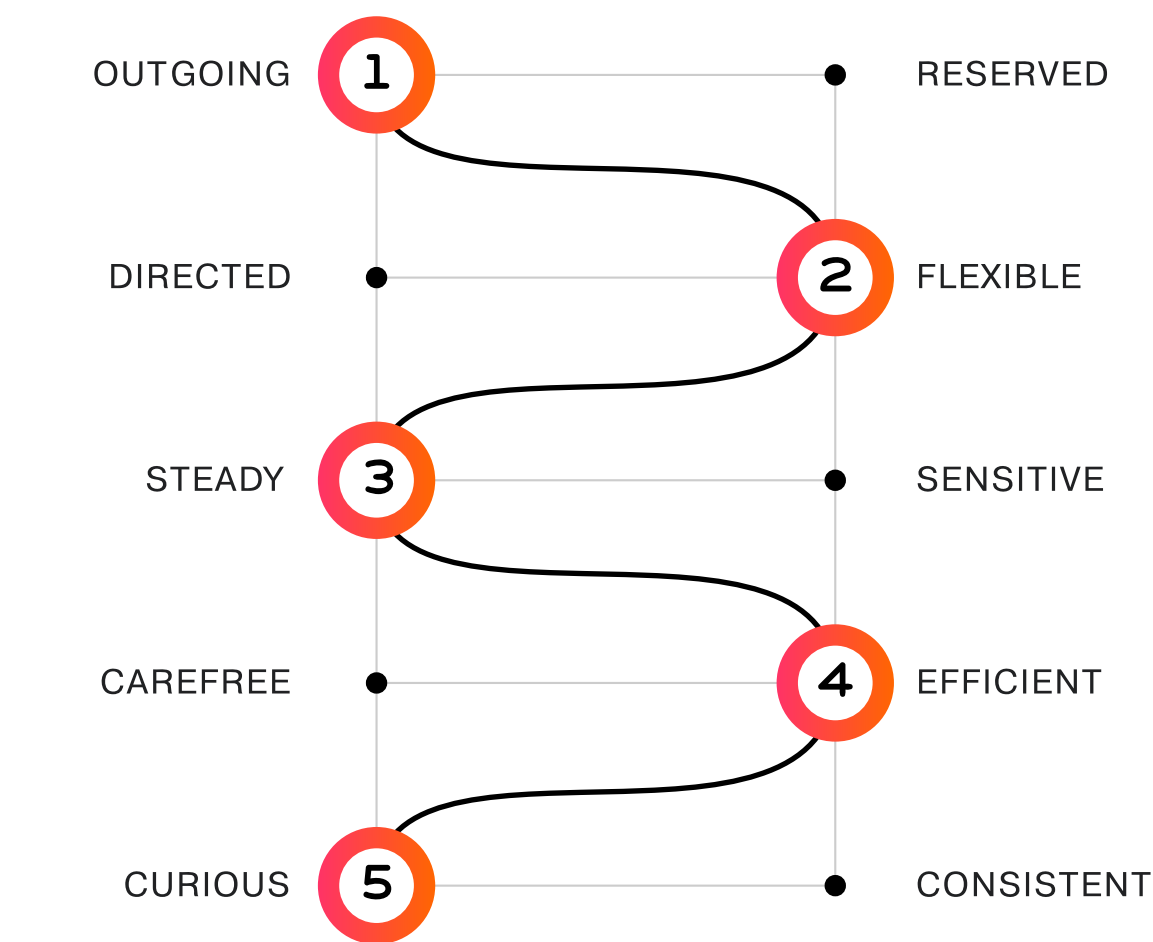 OUTGOING 1 RESERVED
DIRECTED 2 FLEXIBLE
STEADY 3 SENSITIVE
CAREFREE 4 EFFICIENT
CURIOUS 5 CONSISTENT